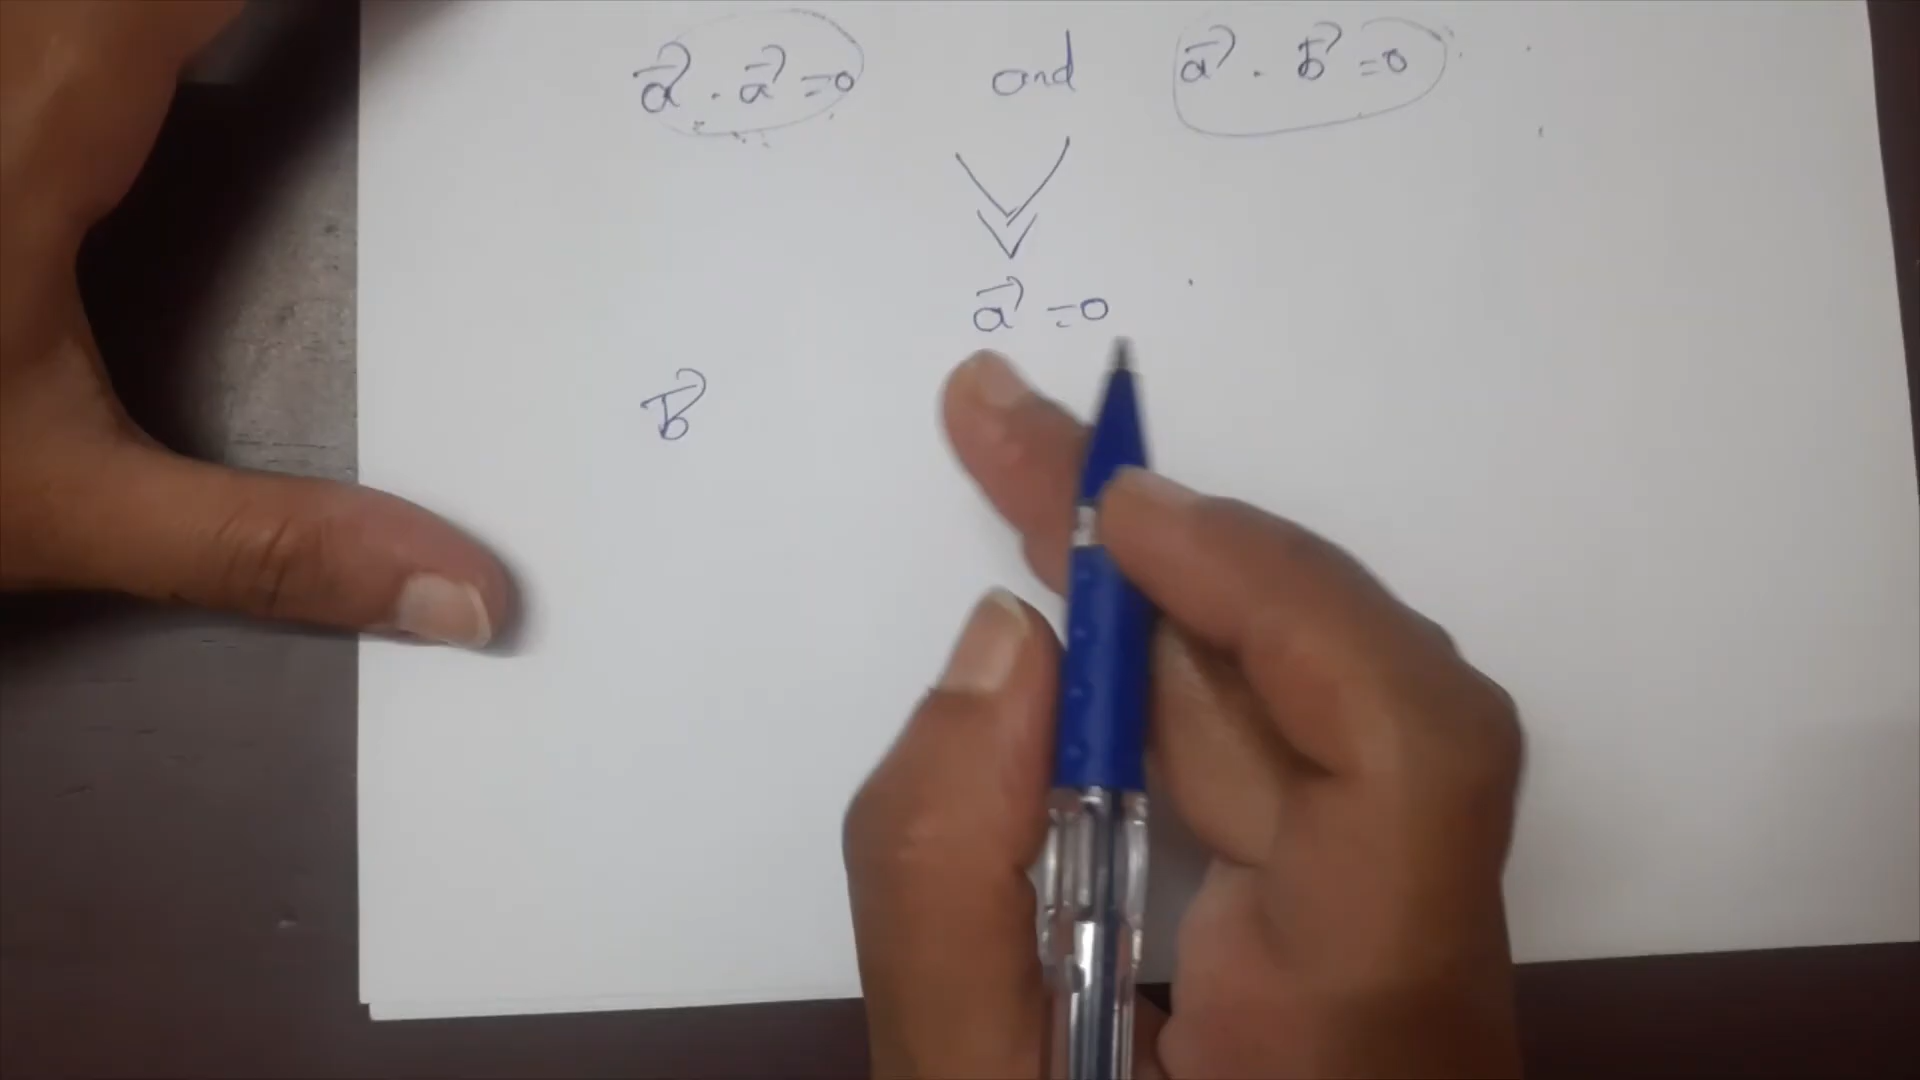 a⃗ . a⃗ = 0 and a⃗ . b⃗ = 0
a⃗ = 0
b⃗